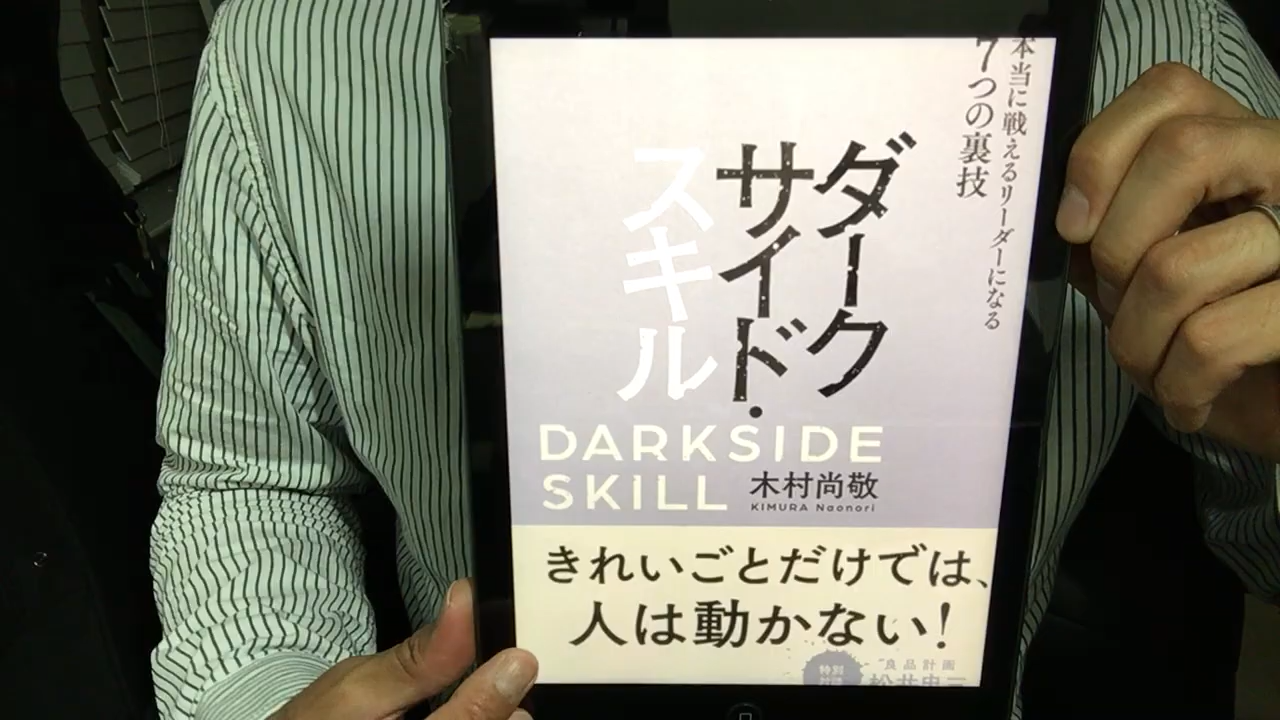 本当に戦えるリーダーになる
7つの裏技
ダーク
サイド・
スキル
DARKSIDE
SKILL
木村尚敬
KIMURA Naonori
きれいごとだけでは、
人は動かない!
特別
良品計画